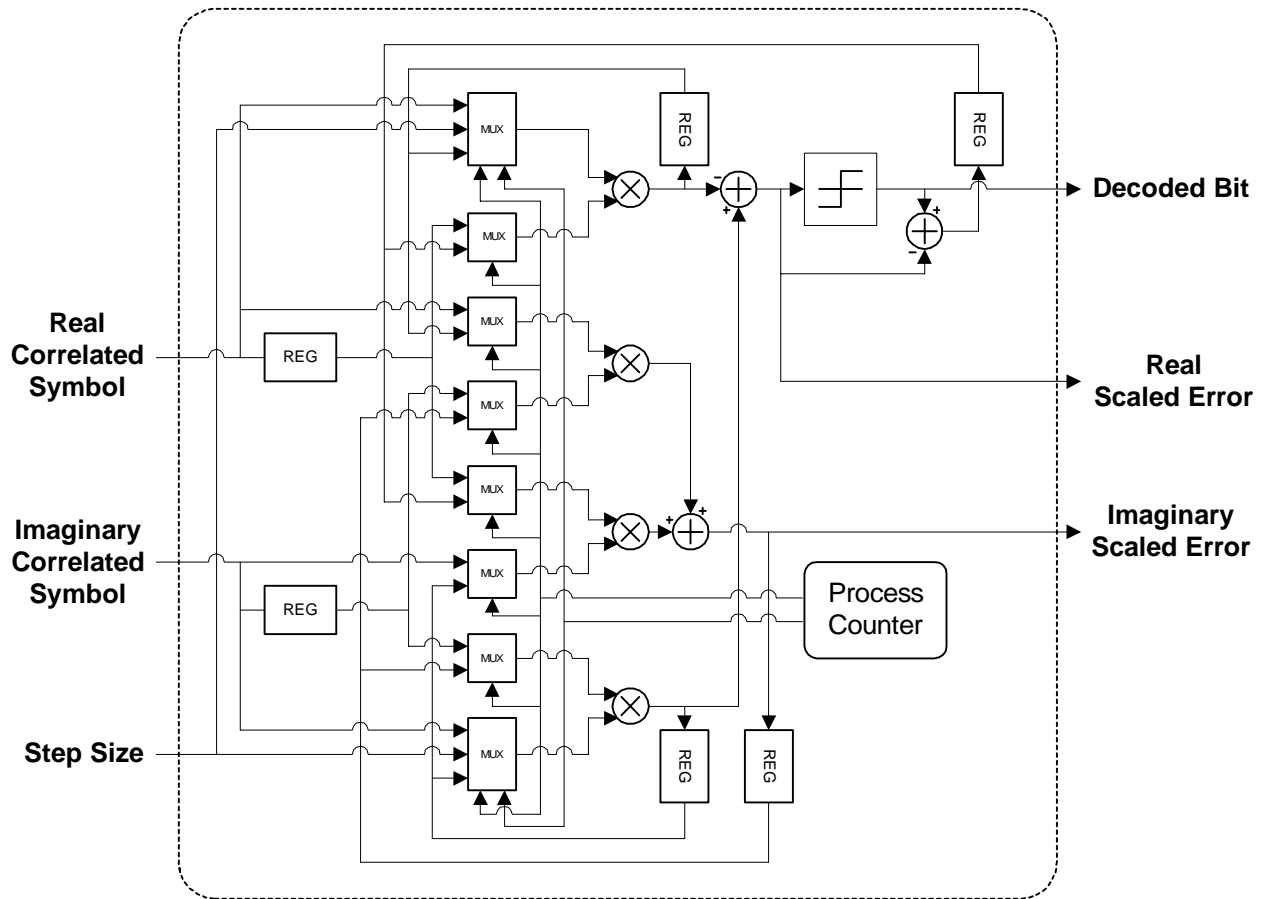 REG
REG
MUX
MUX
Decoded Bit
MUX
Real
Correlated
Symbol
REG
Real
Scaled Error
MUX
MUX
Imaginary
Correlated
Symbol
Imaginary
Scaled Error
MUX
REG
Process
Counter
MUX
Step Size
MUX
REG
REG